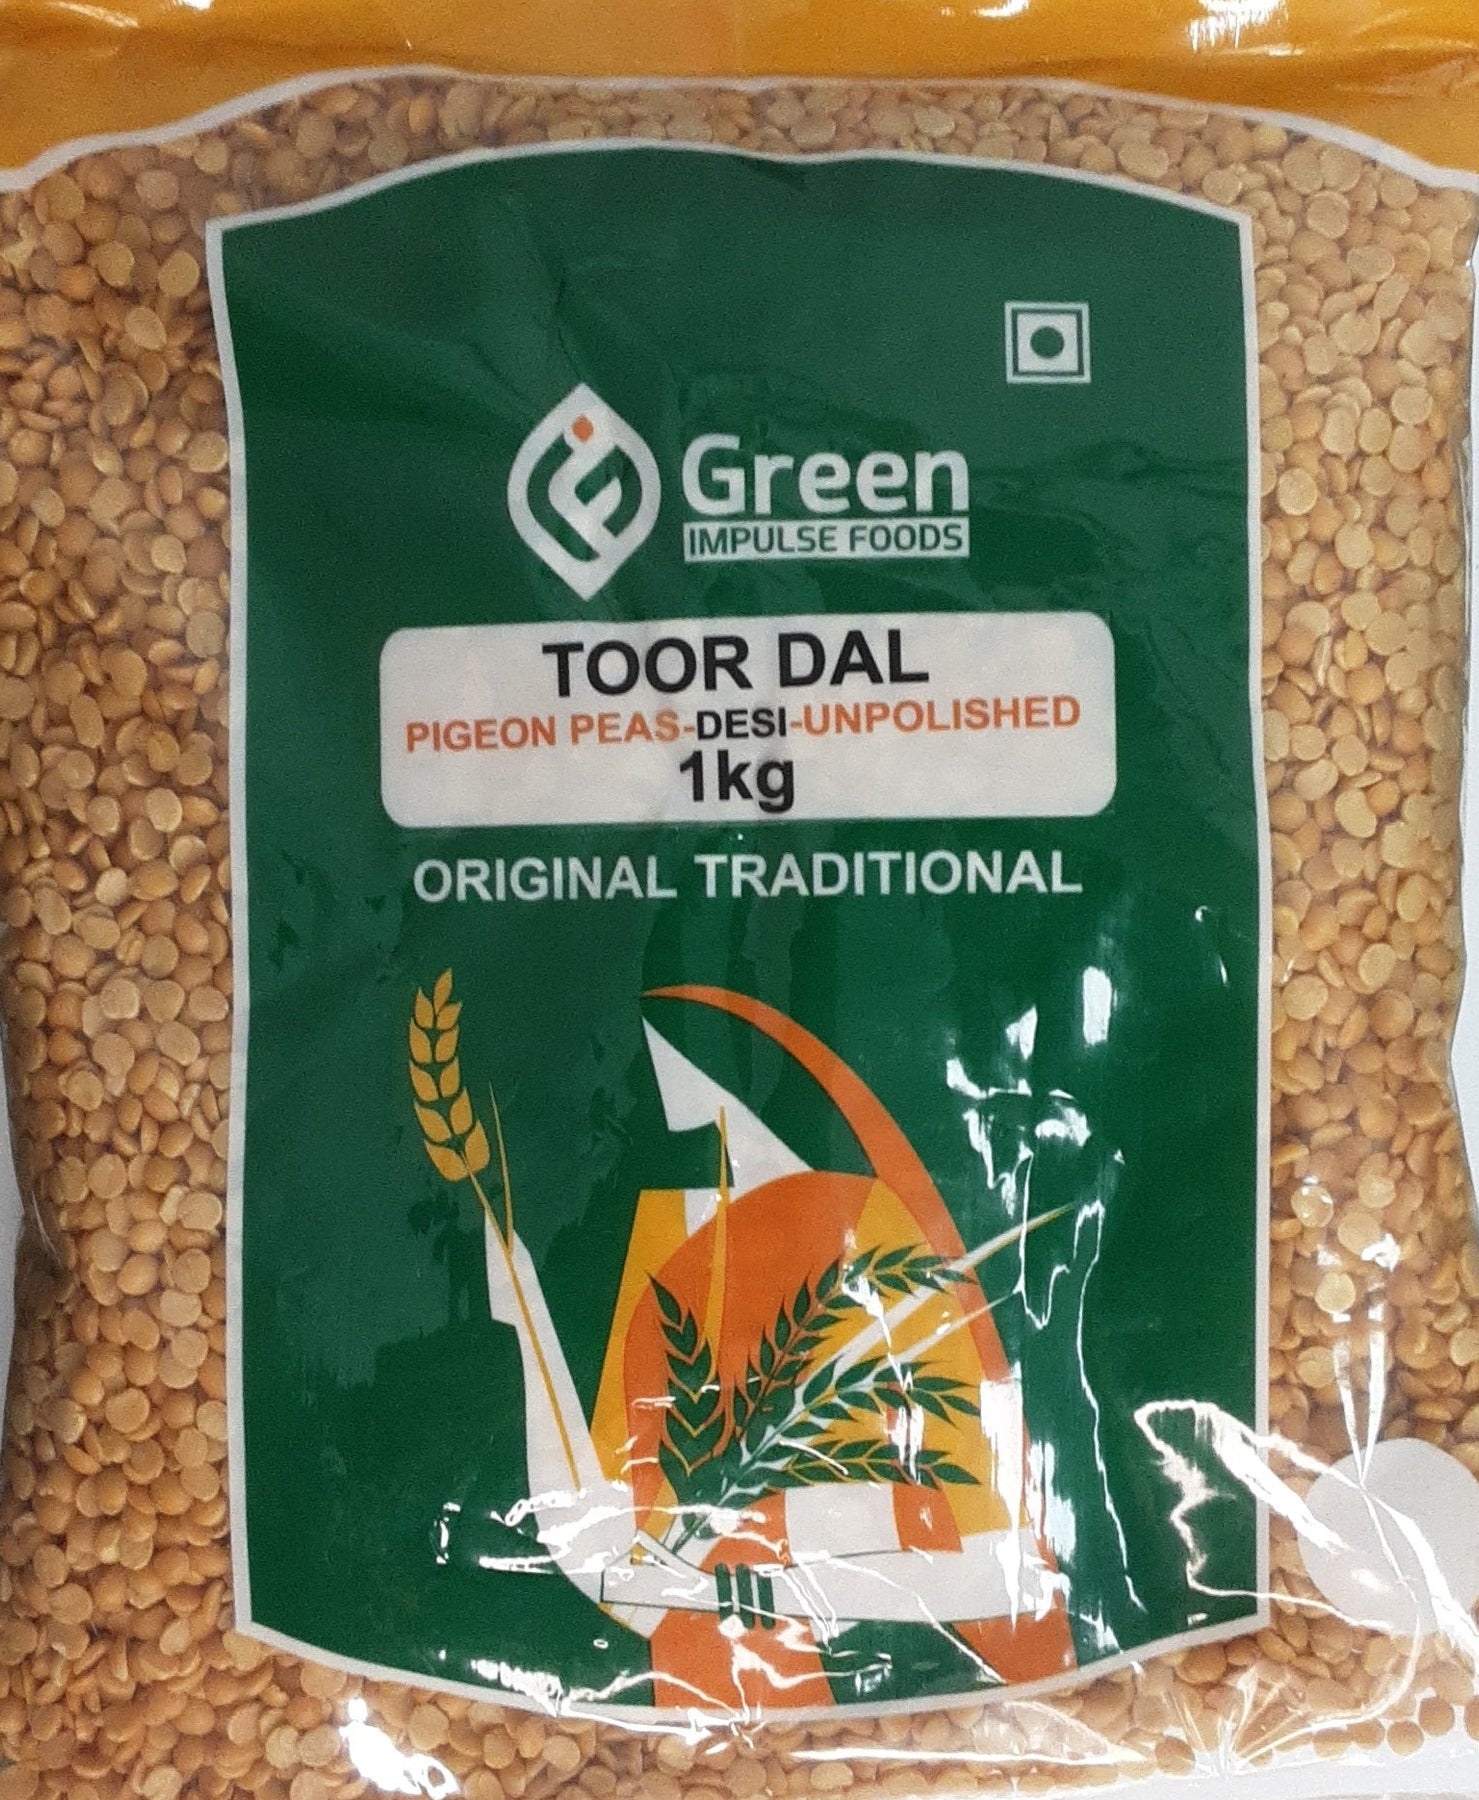 Green
IMPULSE FOODS
TOOR DAL
PIGEON PEAS-DESI-UNPOLISHED
1kg
ORIGINAL TRADITIONAL